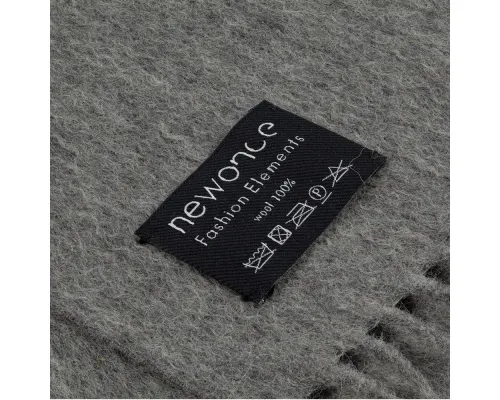 newonce
Fashion Elements
wool 100%
P